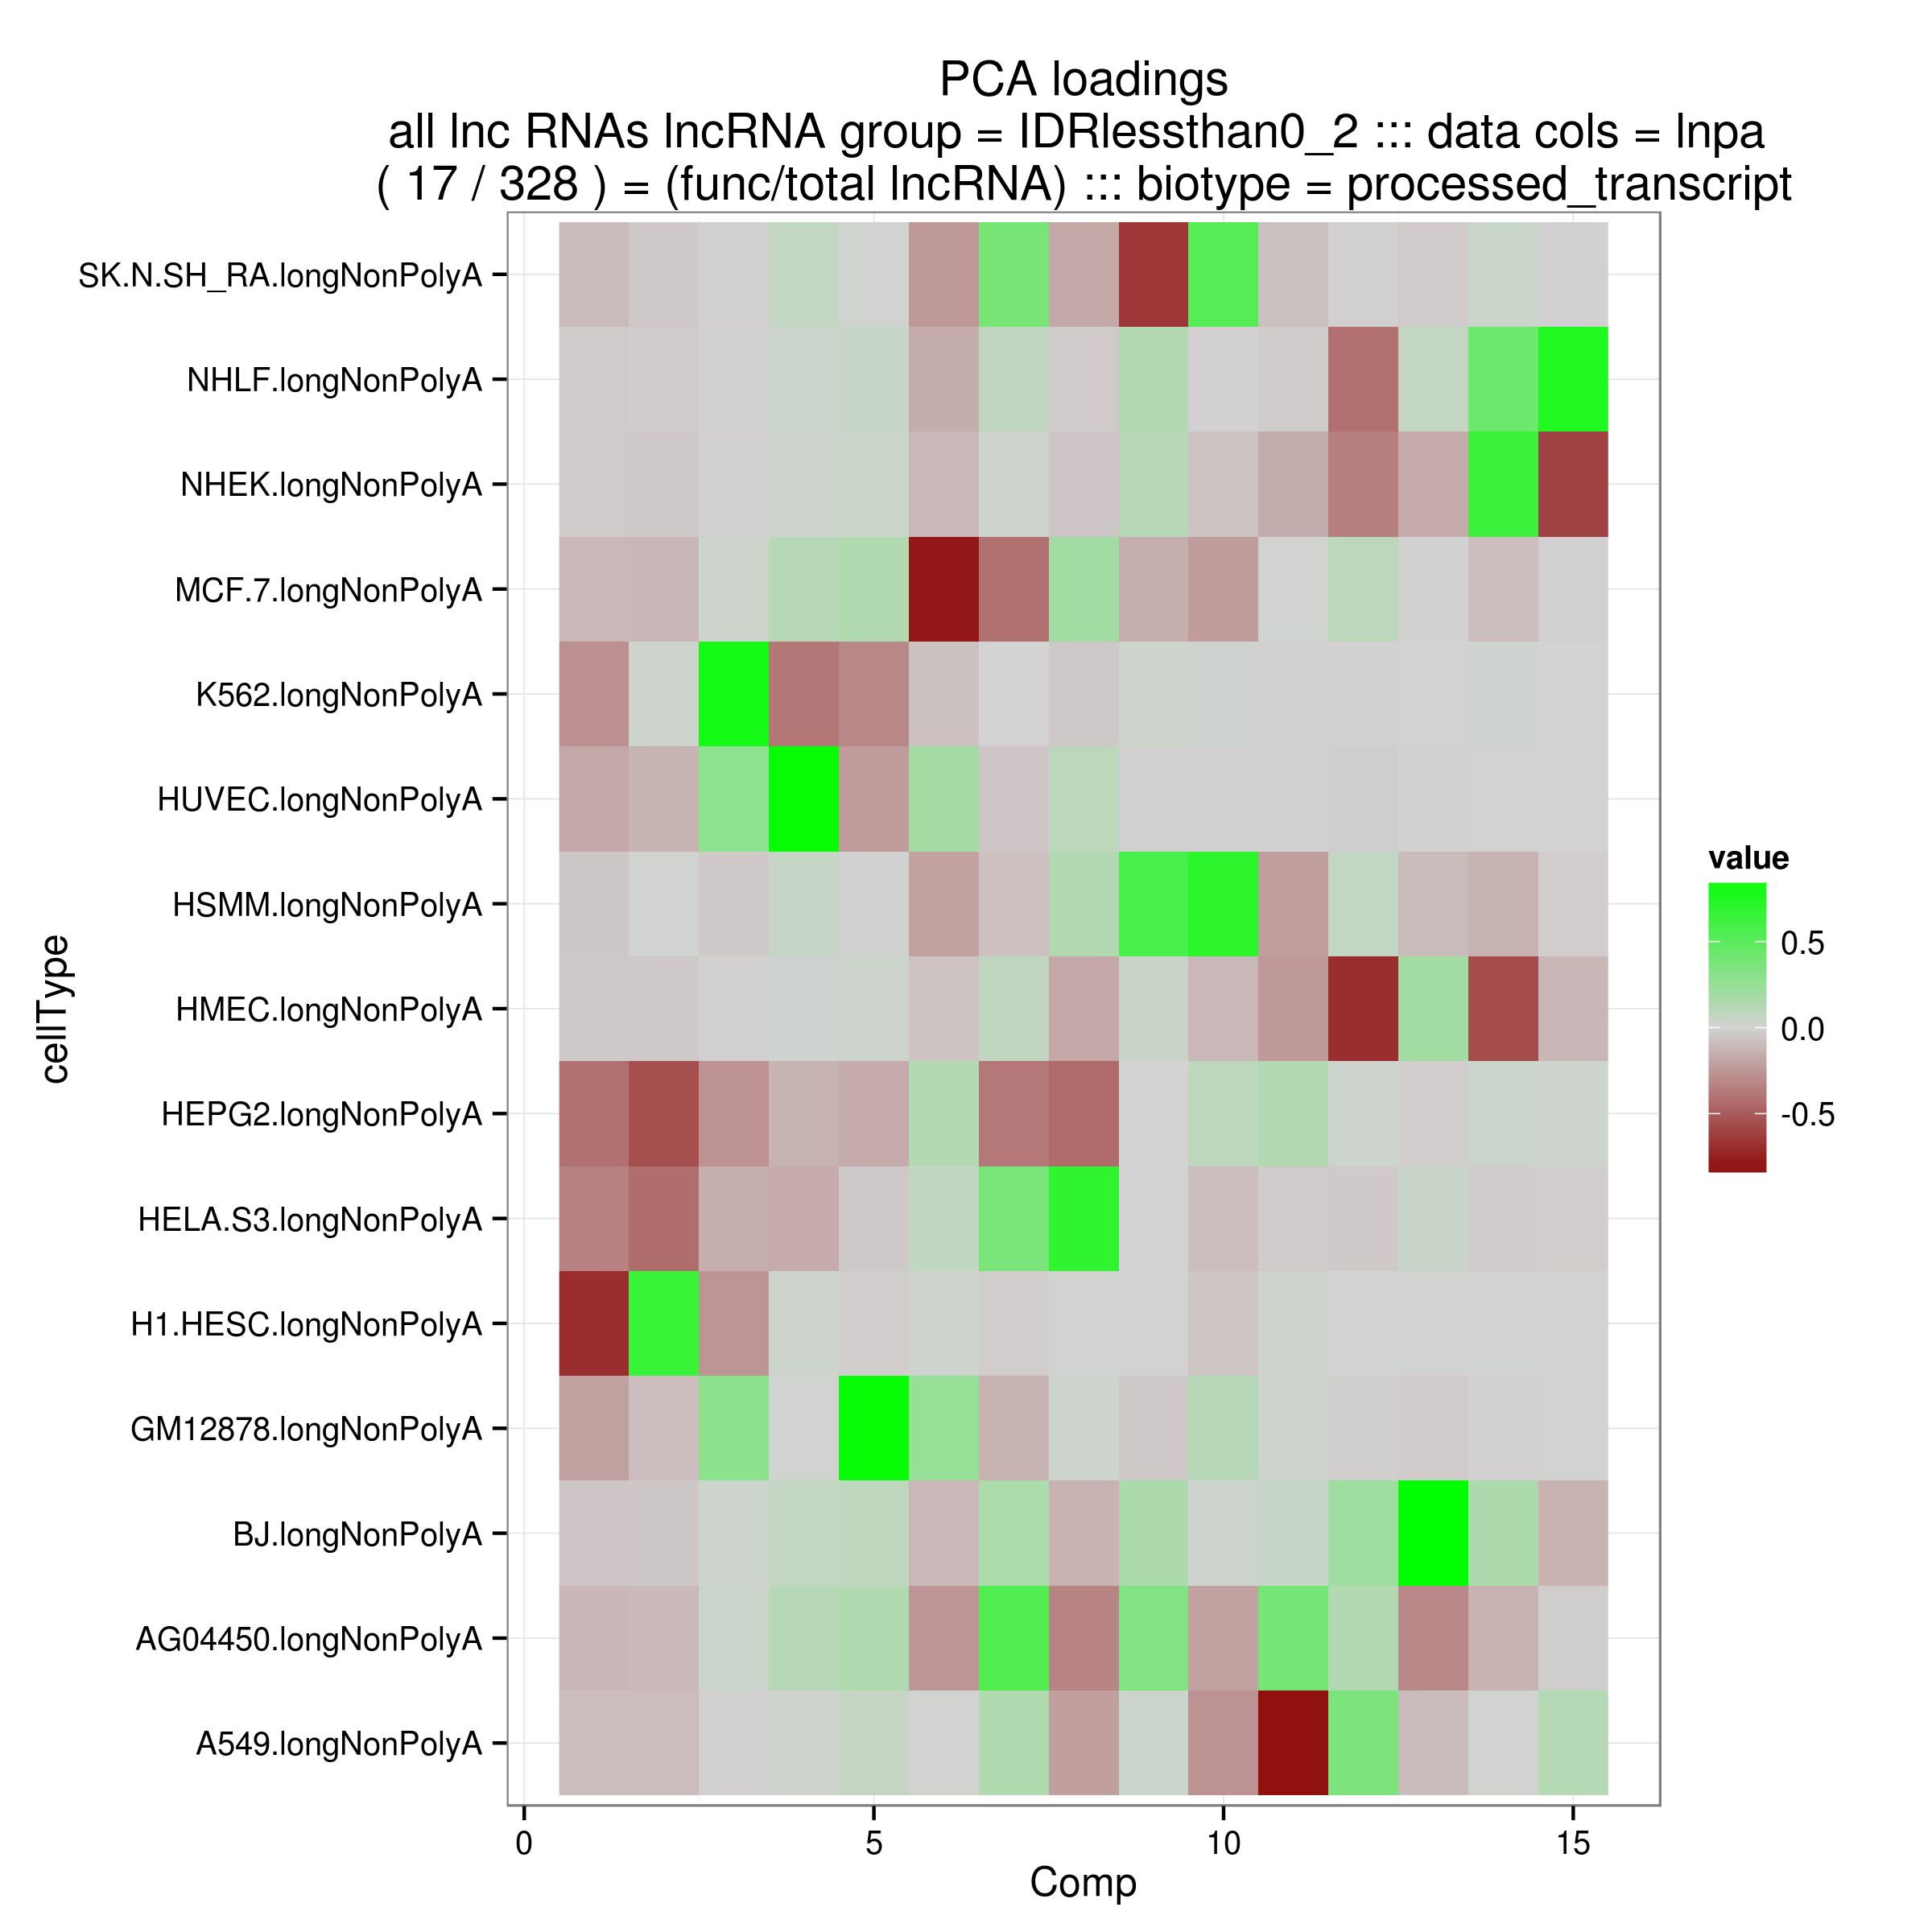 PCA loadings
all lnc RNAs lncRNA group = IDRlessthan0_2 ::: data cols = lnpa
( 17 / 328 ) = (func/total lncRNA) ::: biotype = processed_transcript
SK.N.SH_RA.longNonPolyA
NHLF.longNonPolyA
NHEK.longNonPolyA
MCF.7.longNonPolyA
K562.longNonPolyA
HUVEC.longNonPolyA
HSMM.longNonPolyA
HMEC.longNonPolyA
HEPG2.longNonPolyA
HELA.S3.longNonPolyA
H1.HESC.longNonPolyA
GM12878.longNonPolyA
BJ.longNonPolyA
AG04450.longNonPolyA
A549.longNonPolyA
cellType
0 5 10 15
Comp
value
0.5
0.0
-0.5